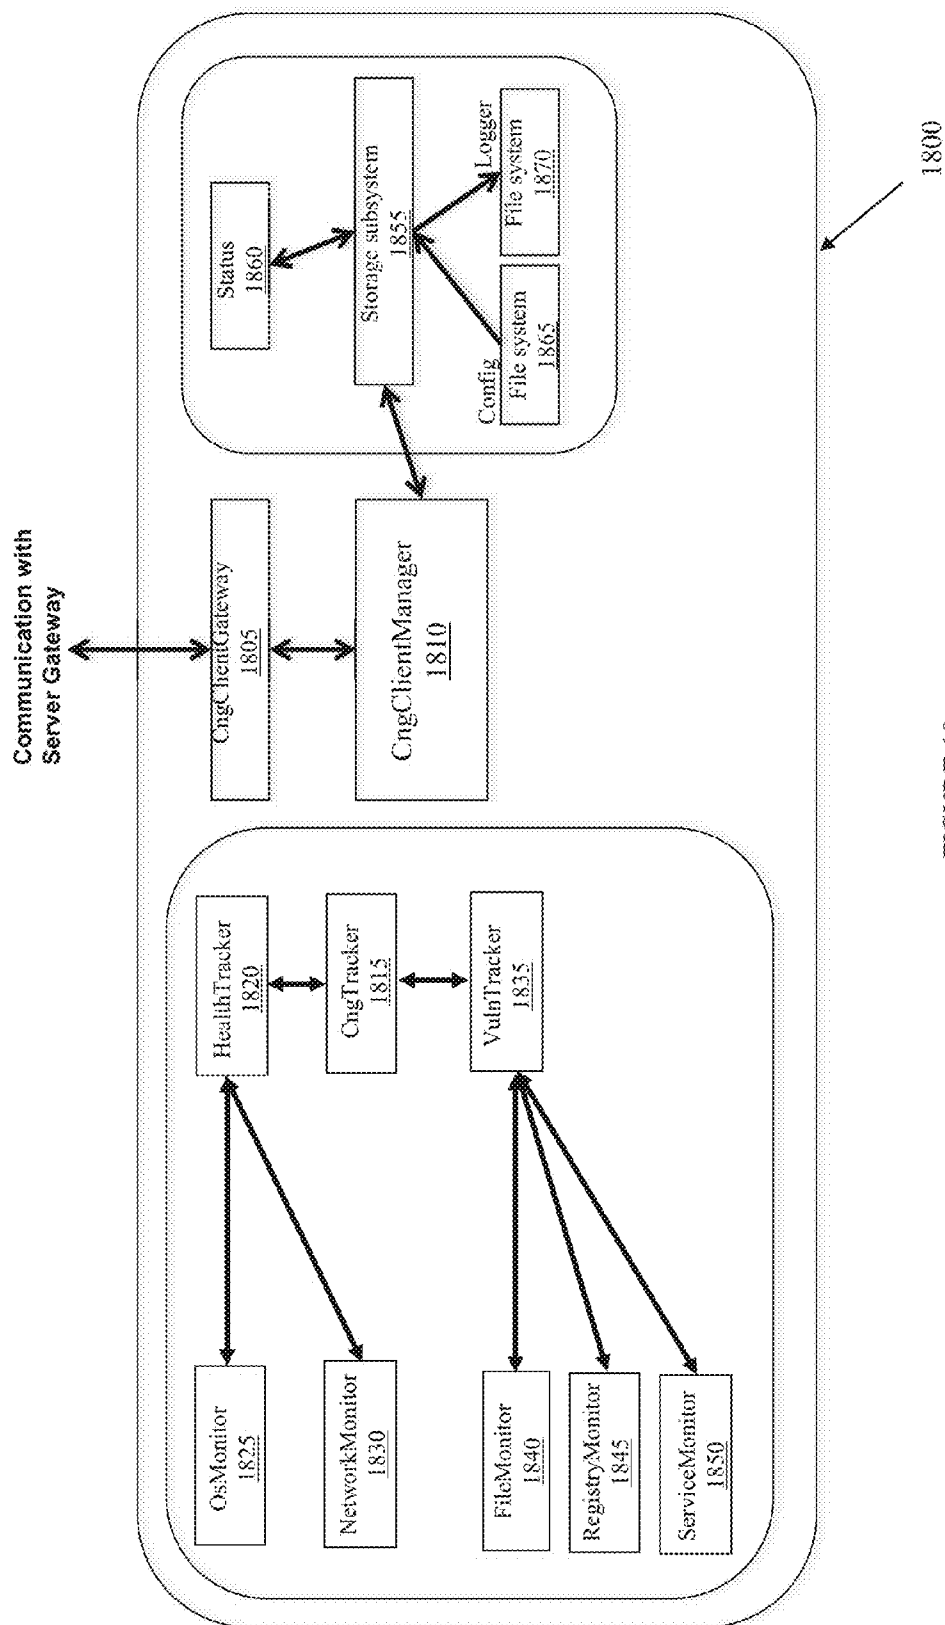 Communication with
Server Gateway
OsMonitor
1825
NetworkMonitor
1830
FileMonitor
1840
RegistryMonitor
1845
ServiceMonitor
1850
HealthTracker
1820
CngTracker
1815
VulnTracker
1835
CngClientGateway
1805
CngClientManager
1810
Status
1860
Storage subsystem
1855
Config
File system
1865
Logger
File system
1870
1800